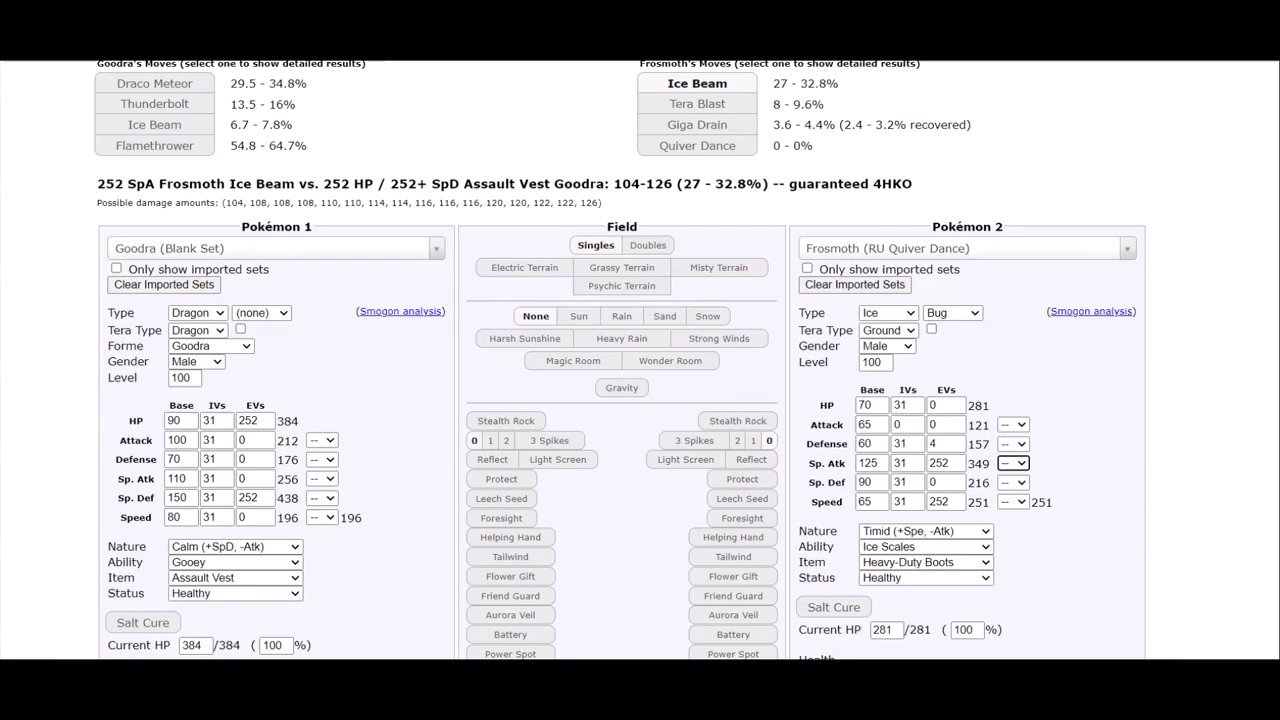 Goodra's Moves (select one to show detailed results)
Draco Meteor 29.5 - 34.8%
Thunderbolt 13.5 - 16%
Ice Beam 6.7 - 7.8%
Flamethrower 54.8 - 64.7%
Frosmoth's Moves (select one to show detailed results)
Ice Beam 27 - 32.8%
Tera Blast 8 - 9.6%
Giga Drain 3.6 - 4.4% (2.4 - 3.2% recovered)
Quiver Dance 0 - 0%
252 SpA Frosmoth Ice Beam vs. 252 HP / 252+ SpD Assault Vest Goodra: 104-126 (27 - 32.8%) -- guaranteed 4HKO
Possible damage amounts: (104, 108, 108, 108, 110, 110, 114, 114, 116, 116, 116, 120, 120, 122, 122, 126)
Pokémon 1
Goodra (Blank Set)
Only show imported sets
Clear Imported Sets
Type Dragon (none) (Smogon analysis)
Tera Type Dragon
Forme Goodra
Gender Male
Level 100
Base IVs EVs
HP 90 31 252 384
Attack 100 31 0 212 --
Defense 70 31 0 176 --
Sp. Atk 110 31 0 256 --
Sp. Def 150 31 252 438 --
Speed 80 31 0 196 -- 196
Nature Calm (+SpD, -Atk)
Ability Gooey
Item Assault Vest
Status Healthy
Salt Cure
Current HP 384 /384 ( 100 %)
Field
Singles Doubles
Electric Terrain Grassy Terrain Misty Terrain
Psychic Terrain
None Sun Rain Sand Snow
Harsh Sunshine Heavy Rain Strong Winds
Magic Room Wonder Room
Gravity
Stealth Rock Stealth Rock
0 1 2 3 Spikes 3 Spikes 2 1 0
Reflect Light Screen Light Screen Reflect
Protect Protect
Leech Seed Leech Seed
Foresight Foresight
Helping Hand Helping Hand
Tailwind Tailwind
Flower Gift Flower Gift
Friend Guard Friend Guard
Aurora Veil Aurora Veil
Battery Battery
Power Spot Power Spot
Pokémon 2
Frosmoth (RU Quiver Dance)
Only show imported sets
Clear Imported Sets
Type Ice Bug (Smogon analysis)
Tera Type Ground
Gender Male
Level 100
Base IVs EVs
HP 70 31 0 281
Attack 65 0 0 121 --
Defense 60 31 4 157 --
Sp. Atk 125 31 252 349 --
Sp. Def 90 31 0 216 --
Speed 65 31 252 251 -- 251
Nature Timid (+Spe, -Atk)
Ability Ice Scales
Item Heavy-Duty Boots
Status Healthy
Salt Cure
Current HP 281 /281 ( 100 %)